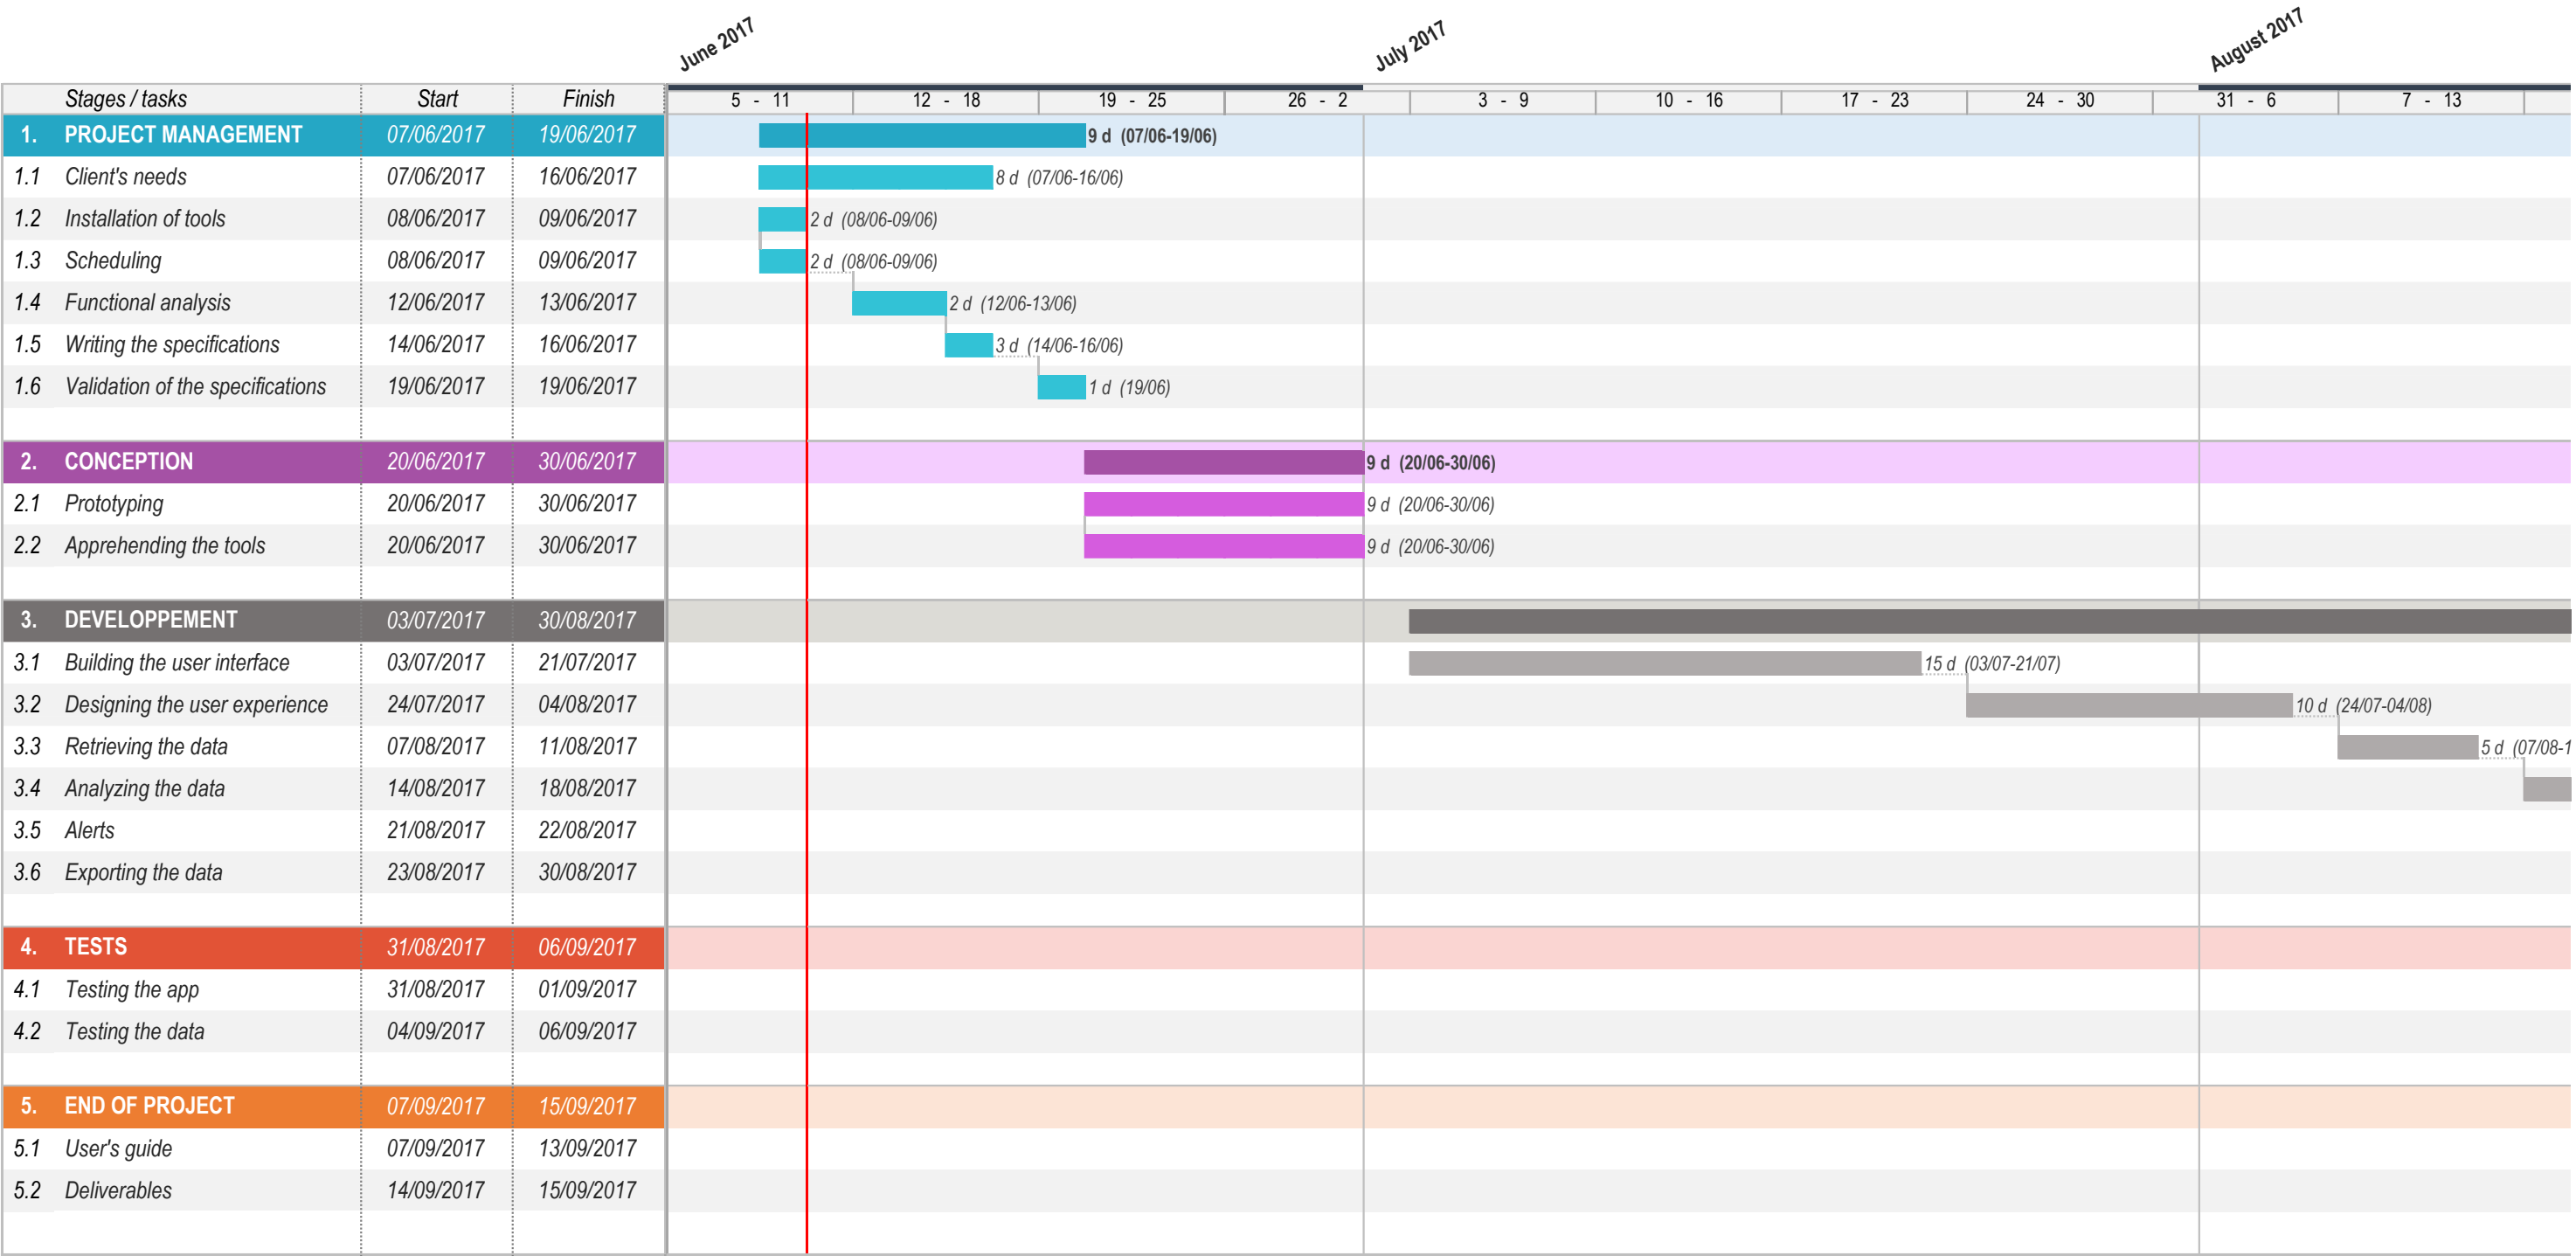 June 2017 July 2017 August 2017
Stages / tasks Start Finish 5 - 11 12 - 18 19 - 25 26 - 2 3 - 9 10 - 16 17 - 23 24 - 30 31 - 6 7 - 13
1. PROJECT MANAGEMENT 07/06/2017 19/06/2017 9 d (07/06-19/06)
1.1 Client's needs 07/06/2017 16/06/2017 8 d (07/06-16/06)
1.2 Installation of tools 08/06/2017 09/06/2017 2 d (08/06-09/06)
1.3 Scheduling 08/06/2017 09/06/2017 2 d (08/06-09/06)
1.4 Functional analysis 12/06/2017 13/06/2017 2 d (12/06-13/06)
1.5 Writing the specifications 14/06/2017 16/06/2017 3 d (14/06-16/06)
1.6 Validation of the specifications 19/06/2017 19/06/2017 1 d (19/06)
2. CONCEPTION 20/06/2017 30/06/2017 9 d (20/06-30/06)
2.1 Prototyping 20/06/2017 30/06/2017 9 d (20/06-30/06)
2.2 Apprehending the tools 20/06/2017 30/06/2017 9 d (20/06-30/06)
3. DEVELOPPEMENT 03/07/2017 30/08/2017
3.1 Building the user interface 03/07/2017 21/07/2017 15 d (03/07-21/07)
3.2 Designing the user experience 24/07/2017 04/08/2017 10 d (24/07-04/08)
3.3 Retrieving the data 07/08/2017 11/08/2017 5 d (07/08-1
3.4 Analyzing the data 14/08/2017 18/08/2017
3.5 Alerts 21/08/2017 22/08/2017
3.6 Exporting the data 23/08/2017 30/08/2017
4. TESTS 31/08/2017 06/09/2017
4.1 Testing the app 31/08/2017 01/09/2017
4.2 Testing the data 04/09/2017 06/09/2017
5. END OF PROJECT 07/09/2017 15/09/2017
5.1 User's guide 07/09/2017 13/09/2017
5.2 Deliverables 14/09/2017 15/09/2017